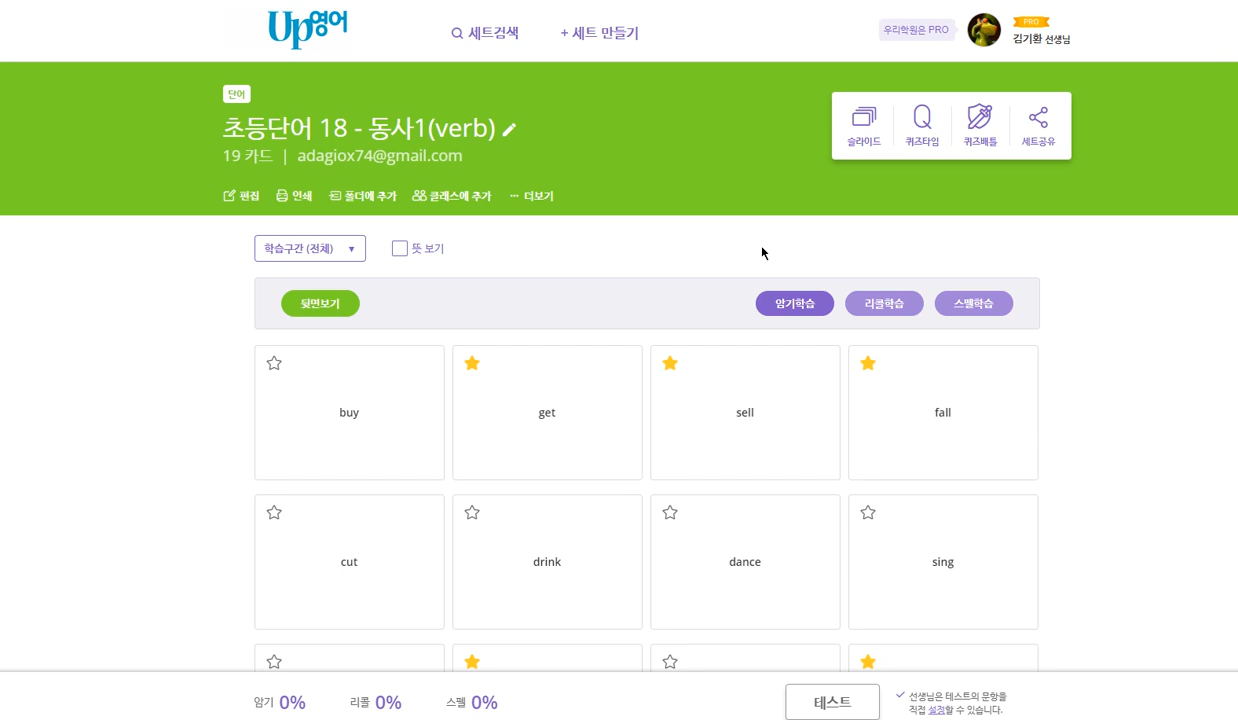 Up영어
세트검색
+ 세트 만들기
우리학원은 PRO
PRO
김기환 선생님
단어
초등단어 18 - 동사1(verb)
19 카드 | adagiox74@gmail.com
편집
인쇄
폴더에 추가
클래스에 추가
··· 더보기
슬라이드
퀴즈타임
퀴즈배틀
세트공유
학습구간 (전체) ▼
뜻 보기
뒷면보기
암기학습
리콜학습
스펠학습
buy
get
sell
fall
cut
drink
dance
sing
암기 0%
리콜 0%
스펠 0%
테스트
선생님은 테스트의 문항을
직접 설정할 수 있습니다.